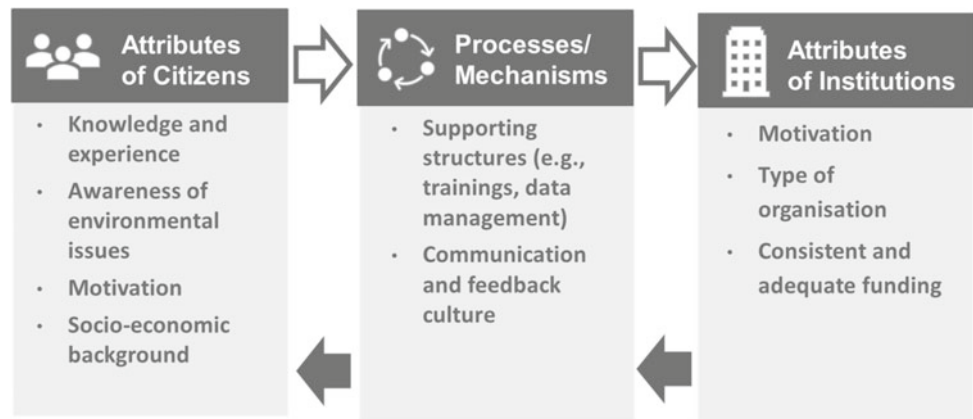 Attributes
of Citizens
• Knowledge and
experience
• Awareness of
environmental
issues
• Motivation
• Socio-economic
background
Processes/
Mechanisms
• Supporting
structures (e.g.,
trainings, data
management)
• Communication
and feedback
culture
Attributes
of Institutions
• Motivation
• Type of
organisation
• Consistent and
adequate funding